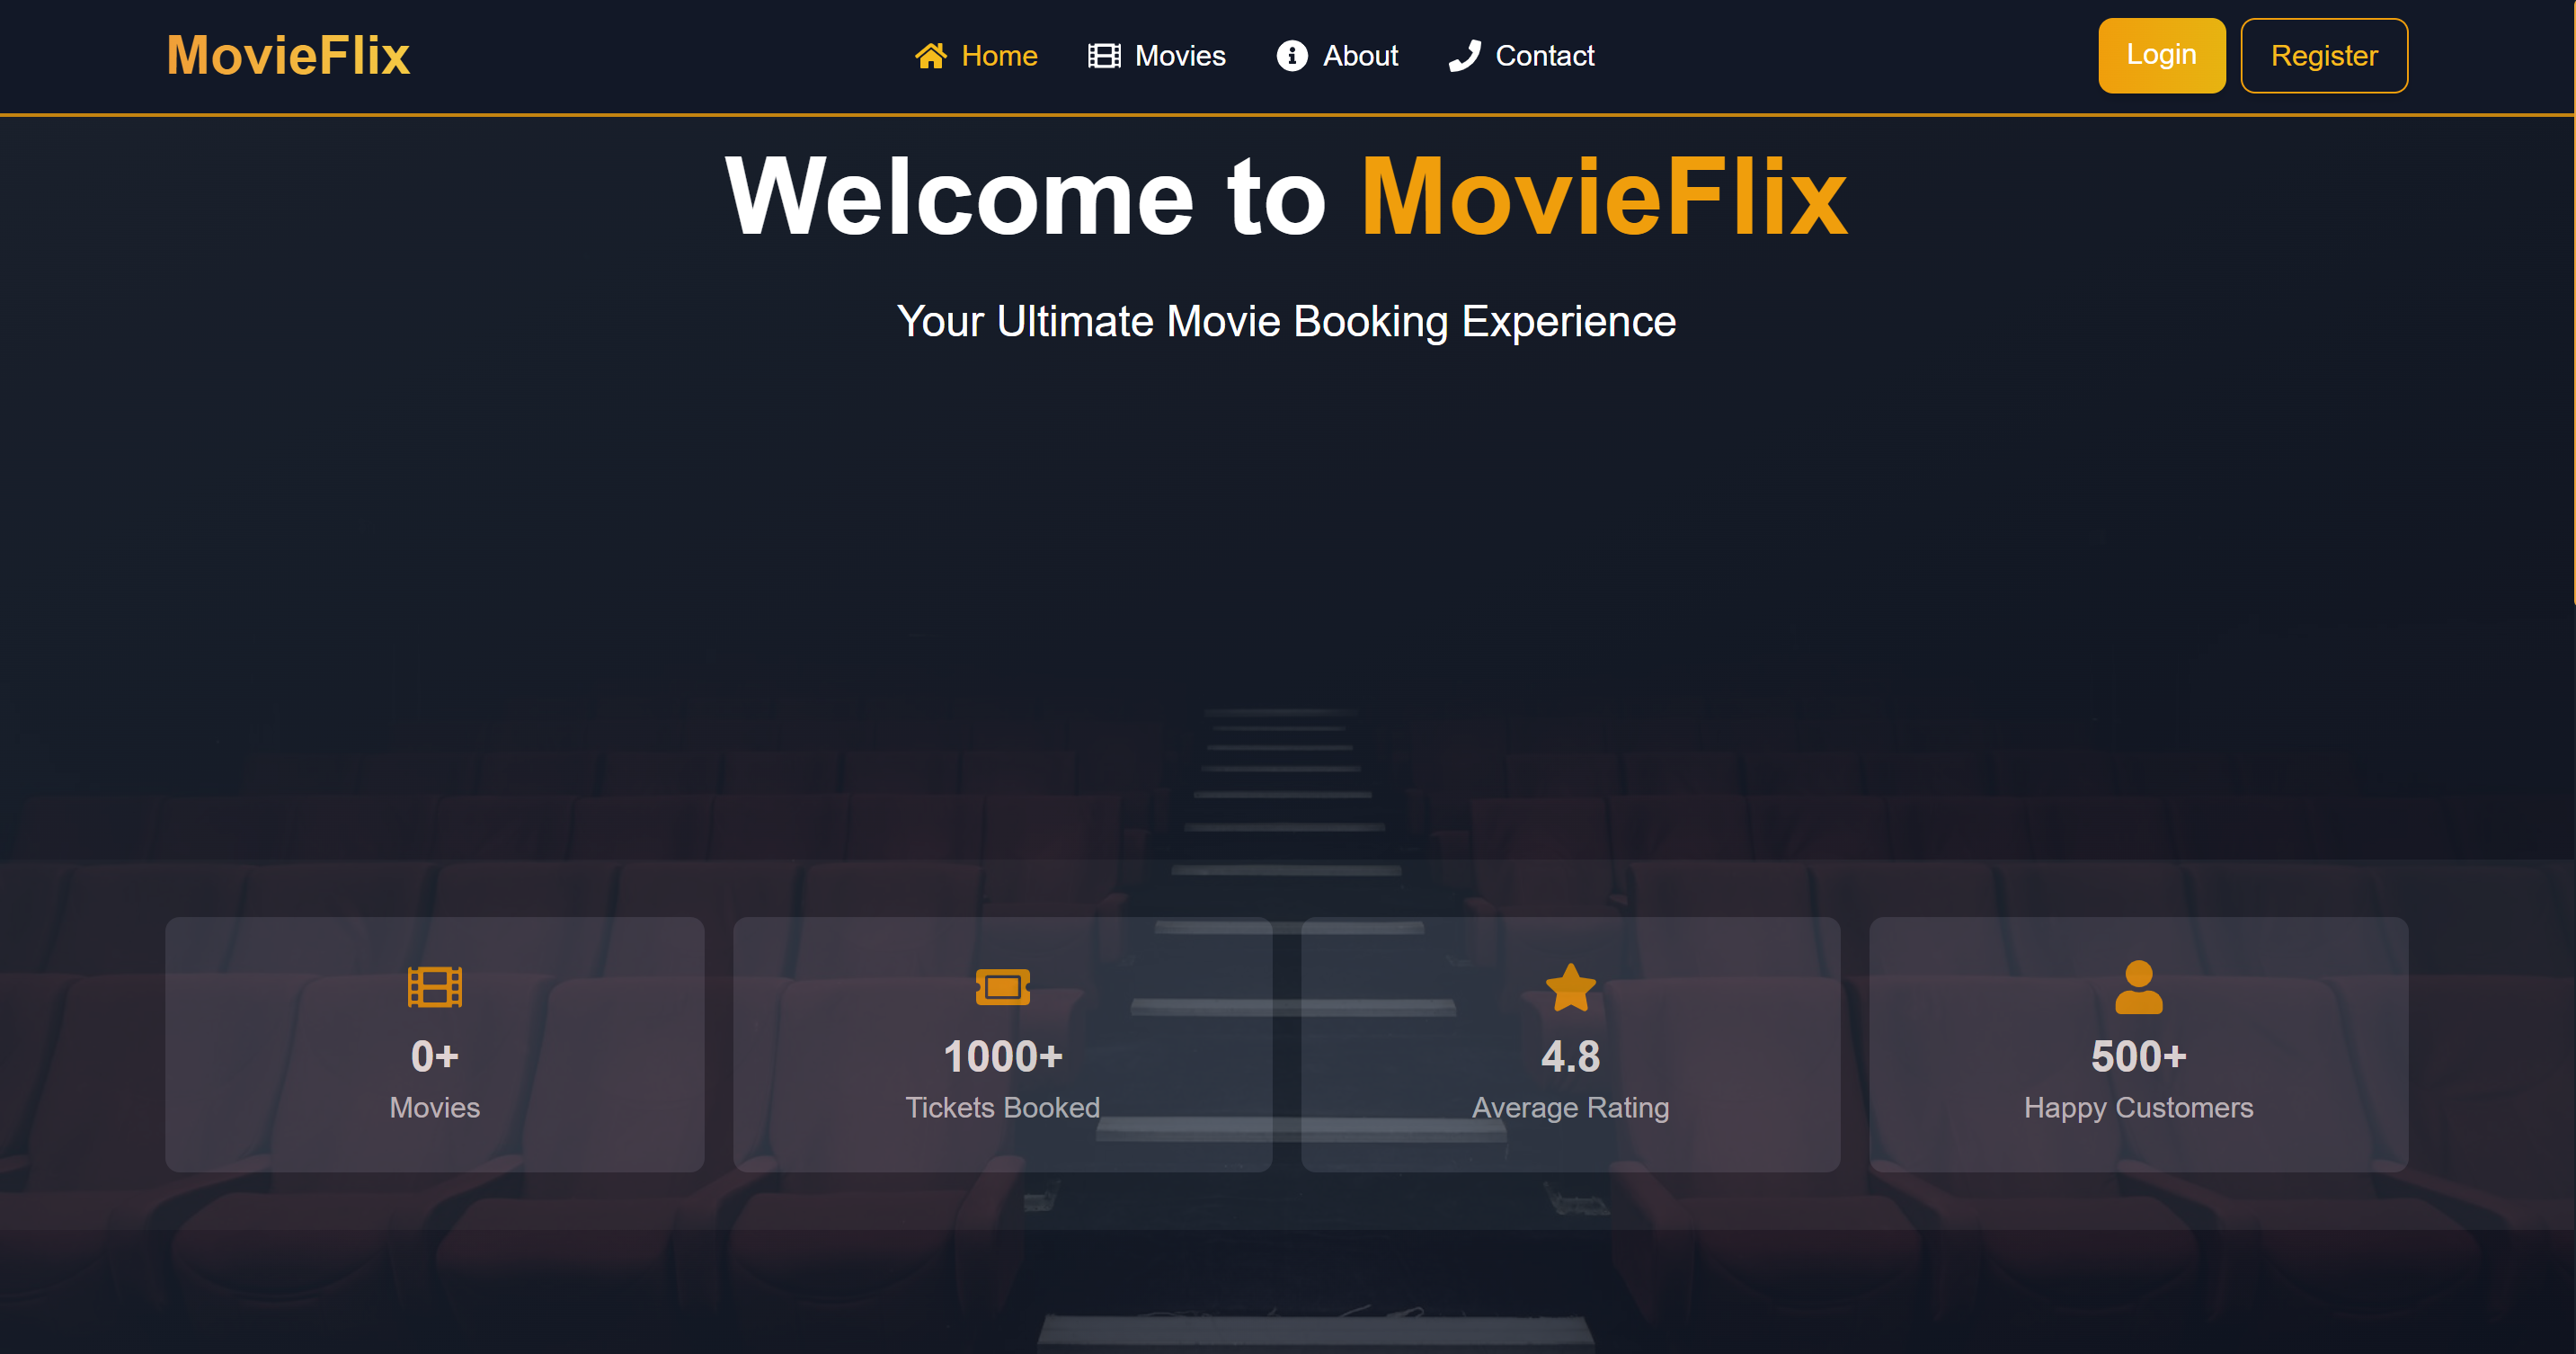 MovieFlix Home Movies About Contact Login Register
Welcome to MovieFlix
Your Ultimate Movie Booking Experience
0+
Movies
1000+
Tickets Booked
4.8
Average Rating
500+
Happy Customers